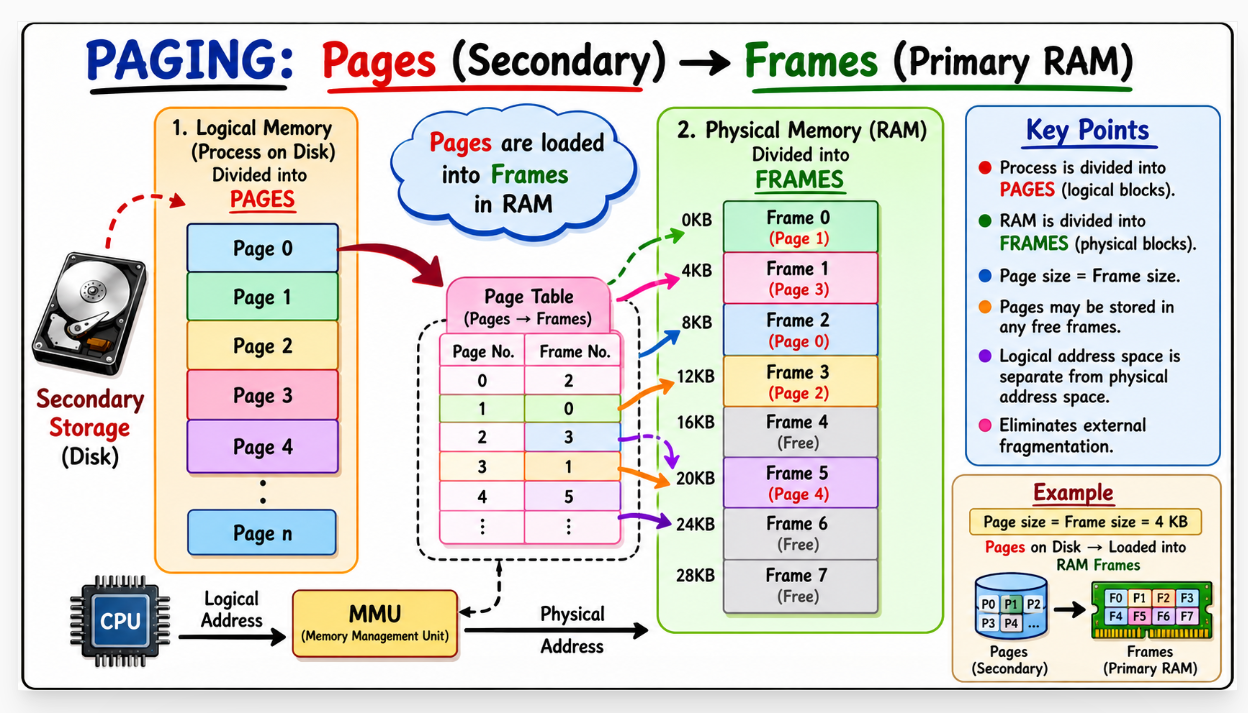 PAGING: Pages (Secondary) → Frames (Primary RAM)
1. Logical Memory
(Process on Disk)
Divided into
PAGES
Page 0
Page 1
Page 2
Page 3
Page 4
⋮
Page n
Secondary
Storage
(Disk)
Pages are loaded
into Frames
in RAM
Page Table
(Pages → Frames)
Page No. Frame No.
0 2
1 0
2 3
3 1
4 5
⋮ ⋮
2. Physical Memory (RAM)
Divided into
FRAMES
0KB
Frame 0
(Page 1)
4KB
Frame 1
(Page 3)
8KB
Frame 2
(Page 0)
12KB
Frame 3
(Page 2)
16KB
Frame 4
(Free)
20KB
Frame 5
(Page 4)
24KB
Frame 6
(Free)
28KB
Frame 7
(Free)
CPU
Logical
Address
MMU
(Memory Management Unit)
Physical
Address
Key Points
Process is divided into
PAGES (logical blocks).
RAM is divided into
FRAMES (physical blocks).
Page size = Frame size.
Pages may be stored in
any free frames.
Logical address space is
separate from physical
address space.
Eliminates external
fragmentation.
Example
Page size = Frame size = 4 KB
Pages on Disk → Loaded into
RAM Frames
P0 P1 P2
P3 P4 ...
Pages
(Secondary)
F0 P1 F2 F3
F4 F5 F6 F7
Frames
(Primary RAM)